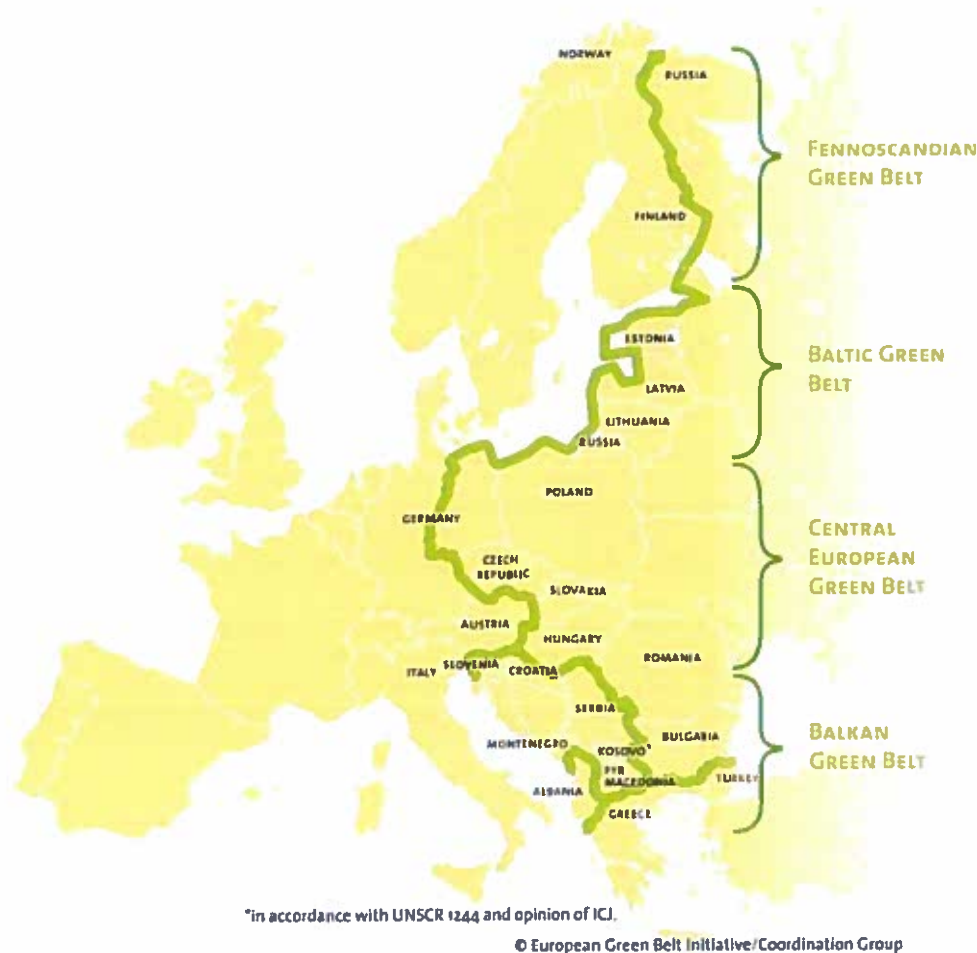 NORWAY
RUSSIA
FENNOSCANDIAN
GREEN BELT
FINLAND
ESTONIA
BALTIC GREEN
BELT
LATVIA
LITHUANIA
RUSSIA
POLAND
GERMANY
CENTRAL
EUROPEAN
GREEN BELT
CZECH
REPUBLIC
SLOVAKIA
AUSTRIA
HUNGARY
ROMANIA
ITALY
SLOVENIA
CROATIA
SERBIA
BULGARIA
MONTENEGRO
KOSOVO*
BALKAN
GREEN BELT
FYR
MACEDONIA
TURKEY
ALBANIA
GREECE
*in accordance with UNSCR 1244 and opinion of ICJ.
© European Green Belt Initiative/Coordination Group